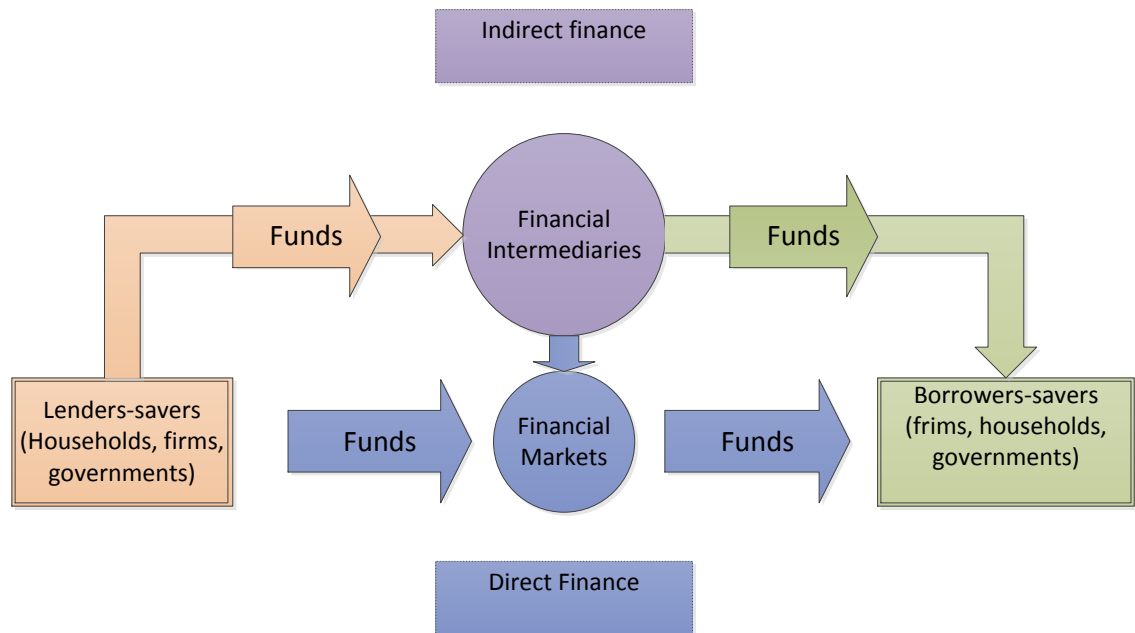 Indirect finance
Funds
Financial
Intermediaries
Funds
Lenders-savers
(Households, firms,
governments)
Funds
Financial
Markets
Funds
Borrowers-savers
(frims, households,
governments)
Direct Finance